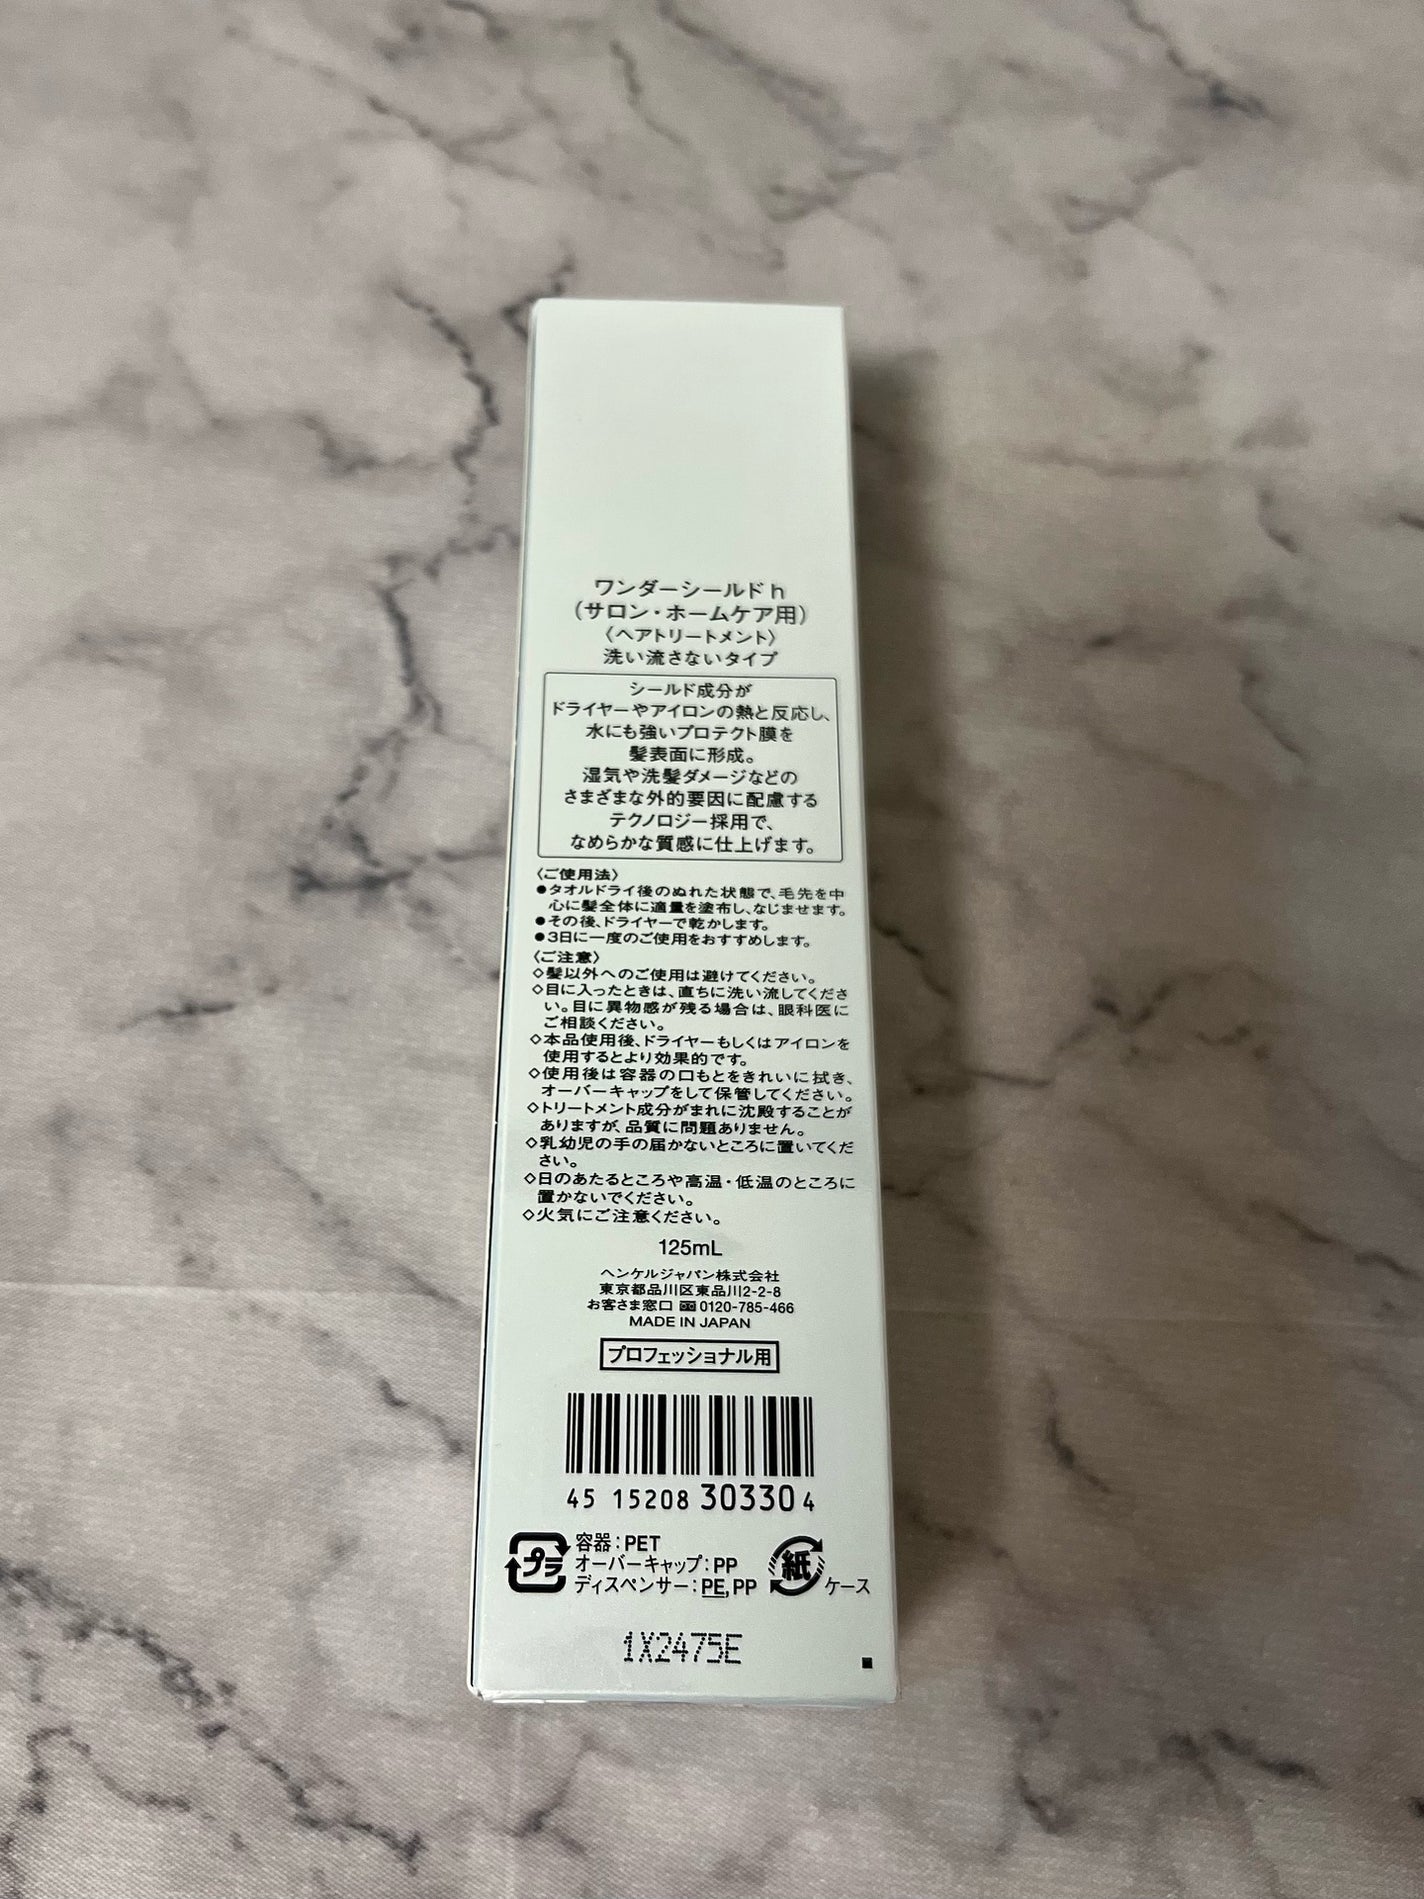 ワンダーシールド h
（サロン・ホームケア用）
〈ヘアトリートメント〉
洗い流さないタイプ
シールド成分が
ドライヤーやアイロンの熱と反応し、
水にも強いプロテクト膜を
髪表面に形成。
湿気や洗髪ダメージなどの
さまざまな外的要因に配慮する
テクノロジー採用で、
なめらかな質感に仕上げます。
〈ご使用法〉
●タオルドライ後のぬれた状態で、毛先を中
心に髪全体に適量を塗布し、なじませます。
●その後、ドライヤーで乾かします。
●3日に一度のご使用をおすすめします。
〈ご注意〉
◇髪以外へのご使用は避けてください。
◇目に入ったときは、直ちに洗い流してくださ
い。目に異物感が残る場合は、眼科医に
ご相談ください。
◇本品使用後、ドライヤーもしくはアイロンを
使用するとより効果的です。
◇使用後は容器の口もとをきれいに拭き、
オーバーキャップをして保管してください。
◇トリートメント成分がまれに沈殿することが
ありますが、品質に問題ありません。
◇乳幼児の手の届かないところに置いてくだ
さい。
◇日のあたるところや高温・低温のところに
置かないでください。
◇火気にご注意ください。
125mL
ヘンケルジャパン株式会社
東京都品川区東品川2-2-8
お客さま窓口 0120-785-466
MADE IN JAPAN
プロフェッショナル用
45 15208 30330 4
プラ
容器：PET
オーバーキャップ：PP
ディスペンサー：PE,PP
紙
ケース
1X2475E